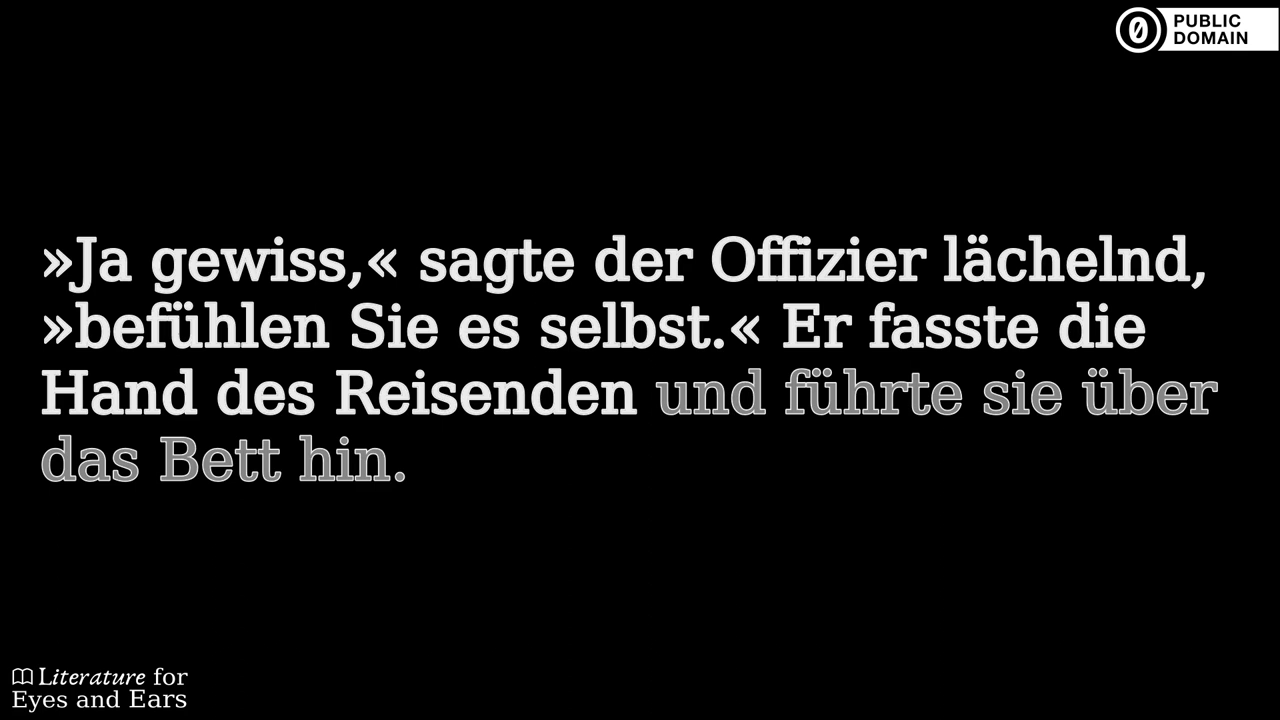 PUBLIC
DOMAIN
»Ja gewiss,« sagte der Offizier lächelnd,
»befühlen Sie es selbst.« Er fasste die
Hand des Reisenden und führte sie über
das Bett hin.
Literature for
Eyes and Ears